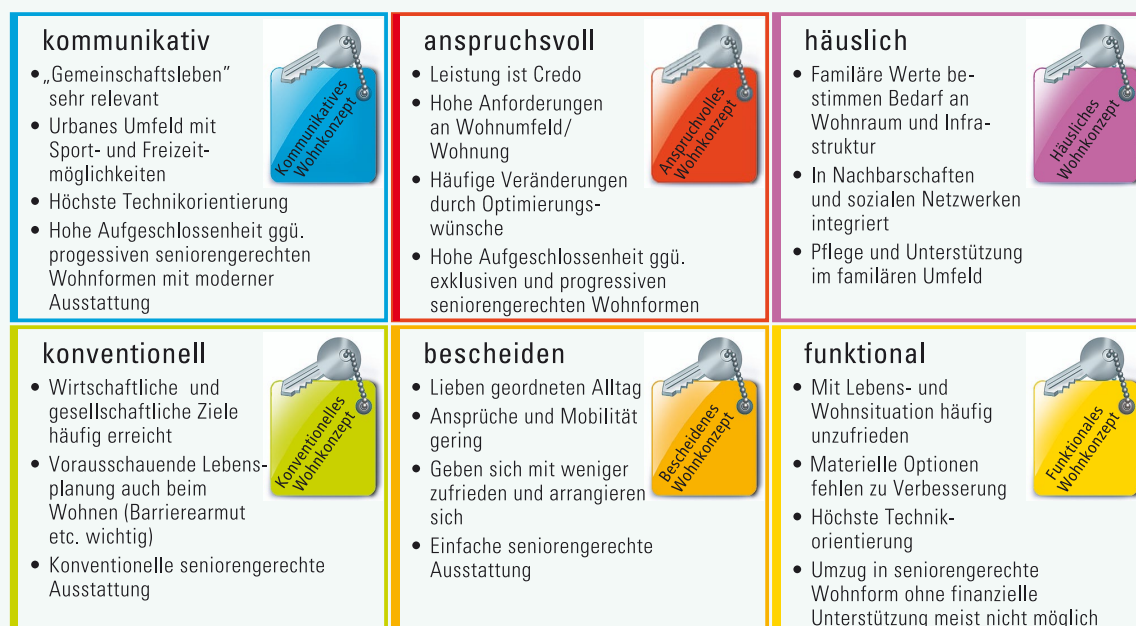 kommunikativ
• „Gemeinschaftsleben”
sehr relevant
• Urbanes Umfeld mit
Sport- und Freizeit-
möglichkeiten
• Höchste Technikorientierung
• Hohe Aufgeschlossenheit ggü.
progessiven seniorengerechten
Wohnformen mit moderner
Ausstattung
Kommunikatives
Wohnkonzept
anspruchsvoll
• Leistung ist Credo
• Hohe Anforderungen
an Wohnumfeld/
Wohnung
• Häufige Veränderungen
durch Optimierungs-
wünsche
• Hohe Aufgeschlossenheit ggü.
exklusiven und progressiven
seniorengerechten Wohnformen
Anspruchvolles
Wohnkonzept
häuslich
• Familäre Werte be-
stimmen Bedarf an
Wohnraum und Infra-
struktur
• In Nachbarschaften
und sozialen Netzwerken
integriert
• Pflege und Unterstützung
im familären Umfeld
Häusliches
Wohnkonzept
konventionell
• Wirtschaftliche und
gesellschaftliche Ziele
häufig erreicht
• Vorausschauende Lebens-
planung auch beim
Wohnen (Barrierearmut
etc. wichtig)
• Konventionelle seniorengerechte
Ausstattung
Konventionelles
Wohnkonzept
bescheiden
• Lieben geordneten Alltag
• Ansprüche und Mobilität
gering
• Geben sich mit weniger
zufrieden und arrangieren
sich
• Einfache seniorengerechte
Ausstattung
Bescheidenes
Wohnkonzept
funktional
• Mit Lebens- und
Wohnsituation häufig
unzufrieden
• Materielle Optionen
fehlen zu Verbesserung
• Höchste Technik-
orientierung
• Umzug in seniorengerechte
Wohnform ohne finanzielle
Unterstützung meist nicht möglich
Funktionales
Wohnkonzept